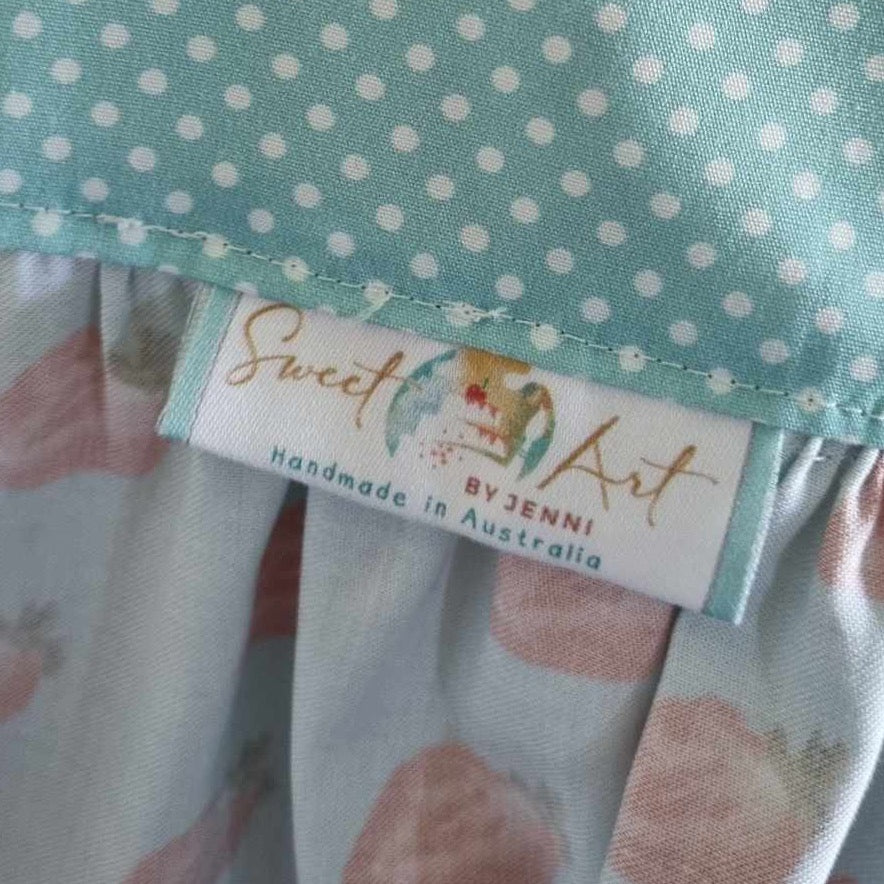 Sweet Art
BY JENNI
Handmade in Australia